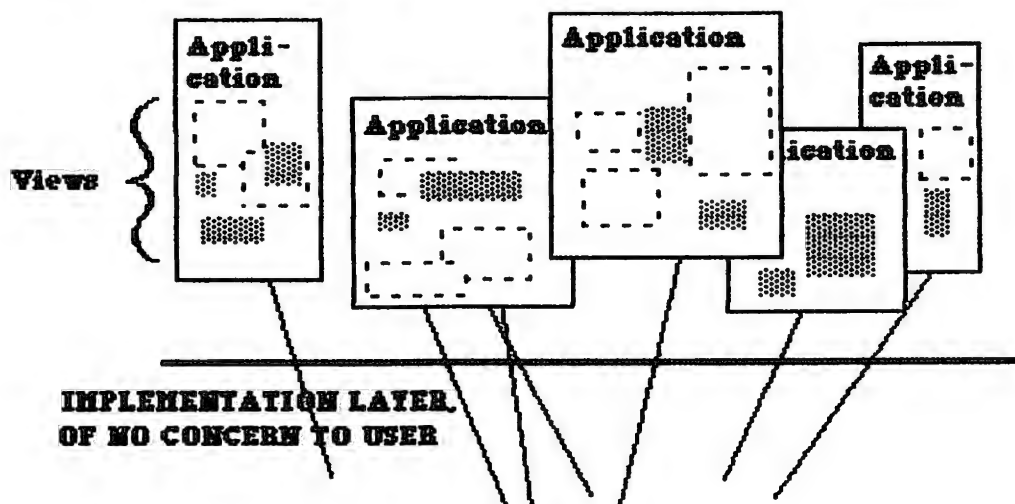 Appli-
cation
Application
Application
Appli-
cation
ication
Views
IMPLEMENTATION LAYER,
OF NO CONCERN TO USER